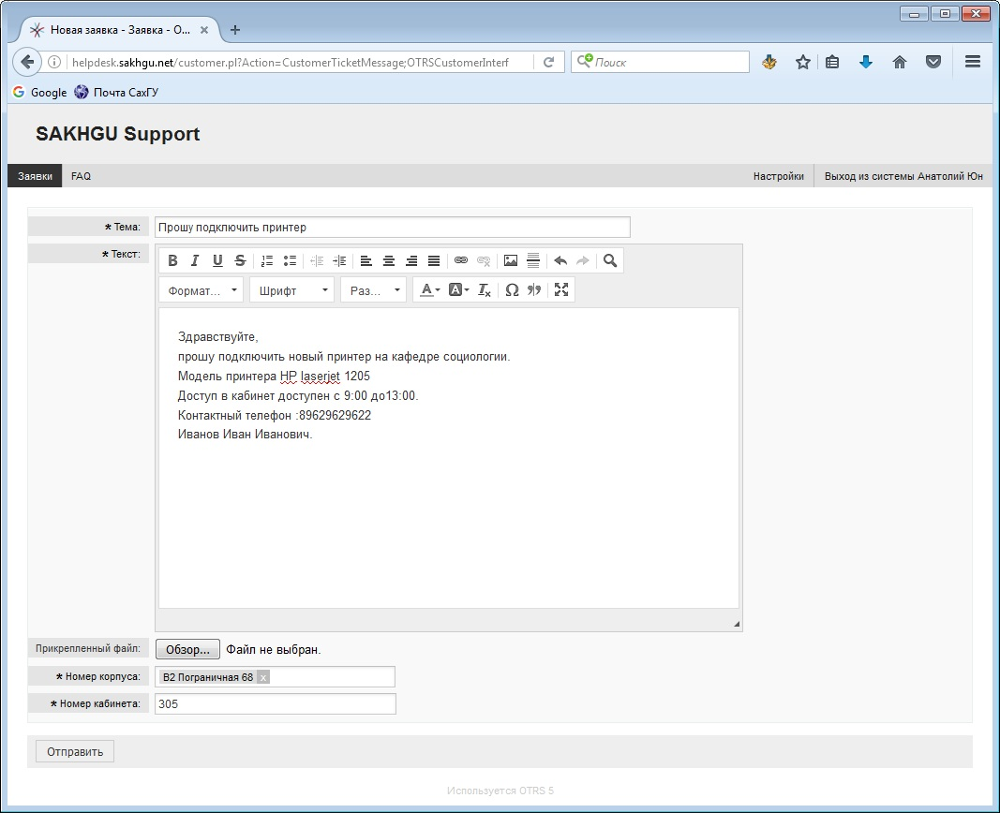 Новая заявка - Заявка - О...
helpdesk.sakhgu.net/customer.pl?Action=CustomerTicketMessage;OTRSCustomerInterf
Поиск
Google Почта СахГУ
SAKHGU Support
Заявки FAQ Настройки Выход из системы Анатолий Юн
* Тема: Прошу подключить принтер
* Текст:
Формат... Шрифт Раз...
Здравствуйте,
прошу подключить новый принтер на кафедре социологии.
Модель принтера HP laserjet 1205
Доступ в кабинет доступен с 9:00 до13:00.
Контактный телефон :89629629622
Иванов Иван Иванович.
Прикрепленный файл: Обзор... Файл не выбран.
* Номер корпуса: B2 Пограничная 68 x
* Номер кабинета: 305
Отправить
Используется OTRS 5